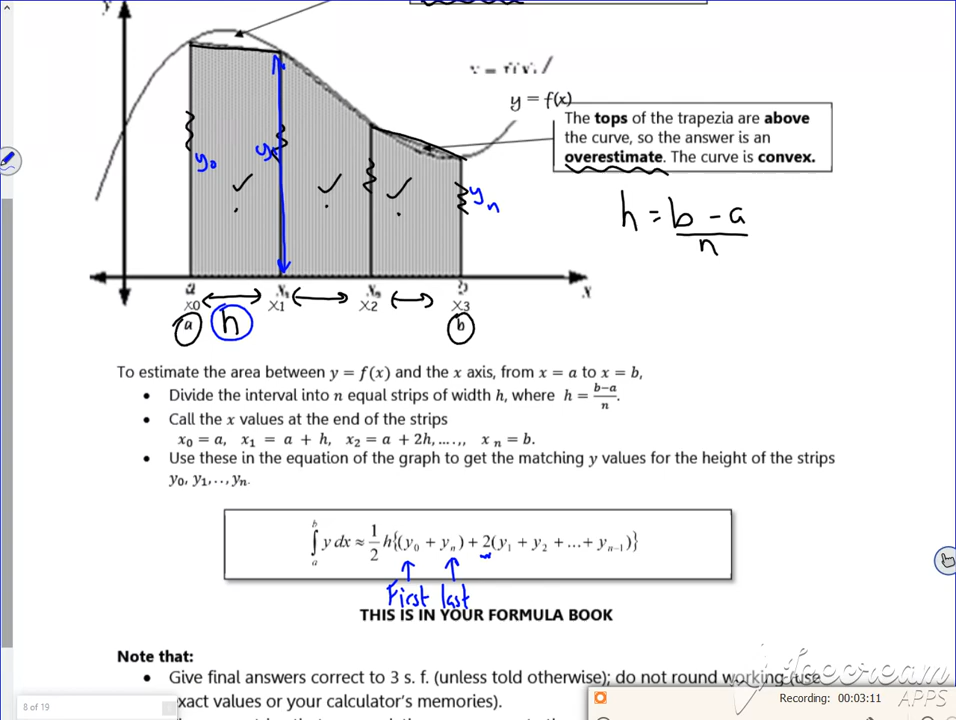 y
y = f(x)
The tops of the trapezia are above
the curve, so the answer is an
overestimate. The curve is convex.
y₀
yₙ
h = b - a
n
a
b
x
x0 x1 x2 x3
a h b
To estimate the area between y = f(x) and the x axis, from x = a to x = b,
• Divide the interval into n equal strips of width h, where h = b−a/n.
• Call the x values at the end of the strips
x₀ = a, x₁ = a + h, x₂ = a + 2h, …..,, x ₙ = b.
• Use these in the equation of the graph to get the matching y values for the height of the strips
y₀, y₁,.., yₙ.
∫ₐᵇ y dx ≈ 1/2 h{(y₀ + yₙ) + 2(y₁ + y₂ + ... + yₙ₋₁)}
First last
THIS IS IN YOUR FORMULA BOOK
Note that:
• Give final answers correct to 3 s. f. (unless told otherwise); do not round working (use
exact values or your calculator's memories).
8 of 19
Recording: 00:03:11
Icecream
APPS